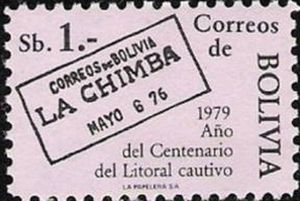 Sb. 1.-
Correos de
BOLIVIA
CORREOS DE BOLIVIA
LA CHIMBA
MAYO 6 76
1979
Año
del Centenario
del Litoral cautivo
LA PAPELERA S.A.